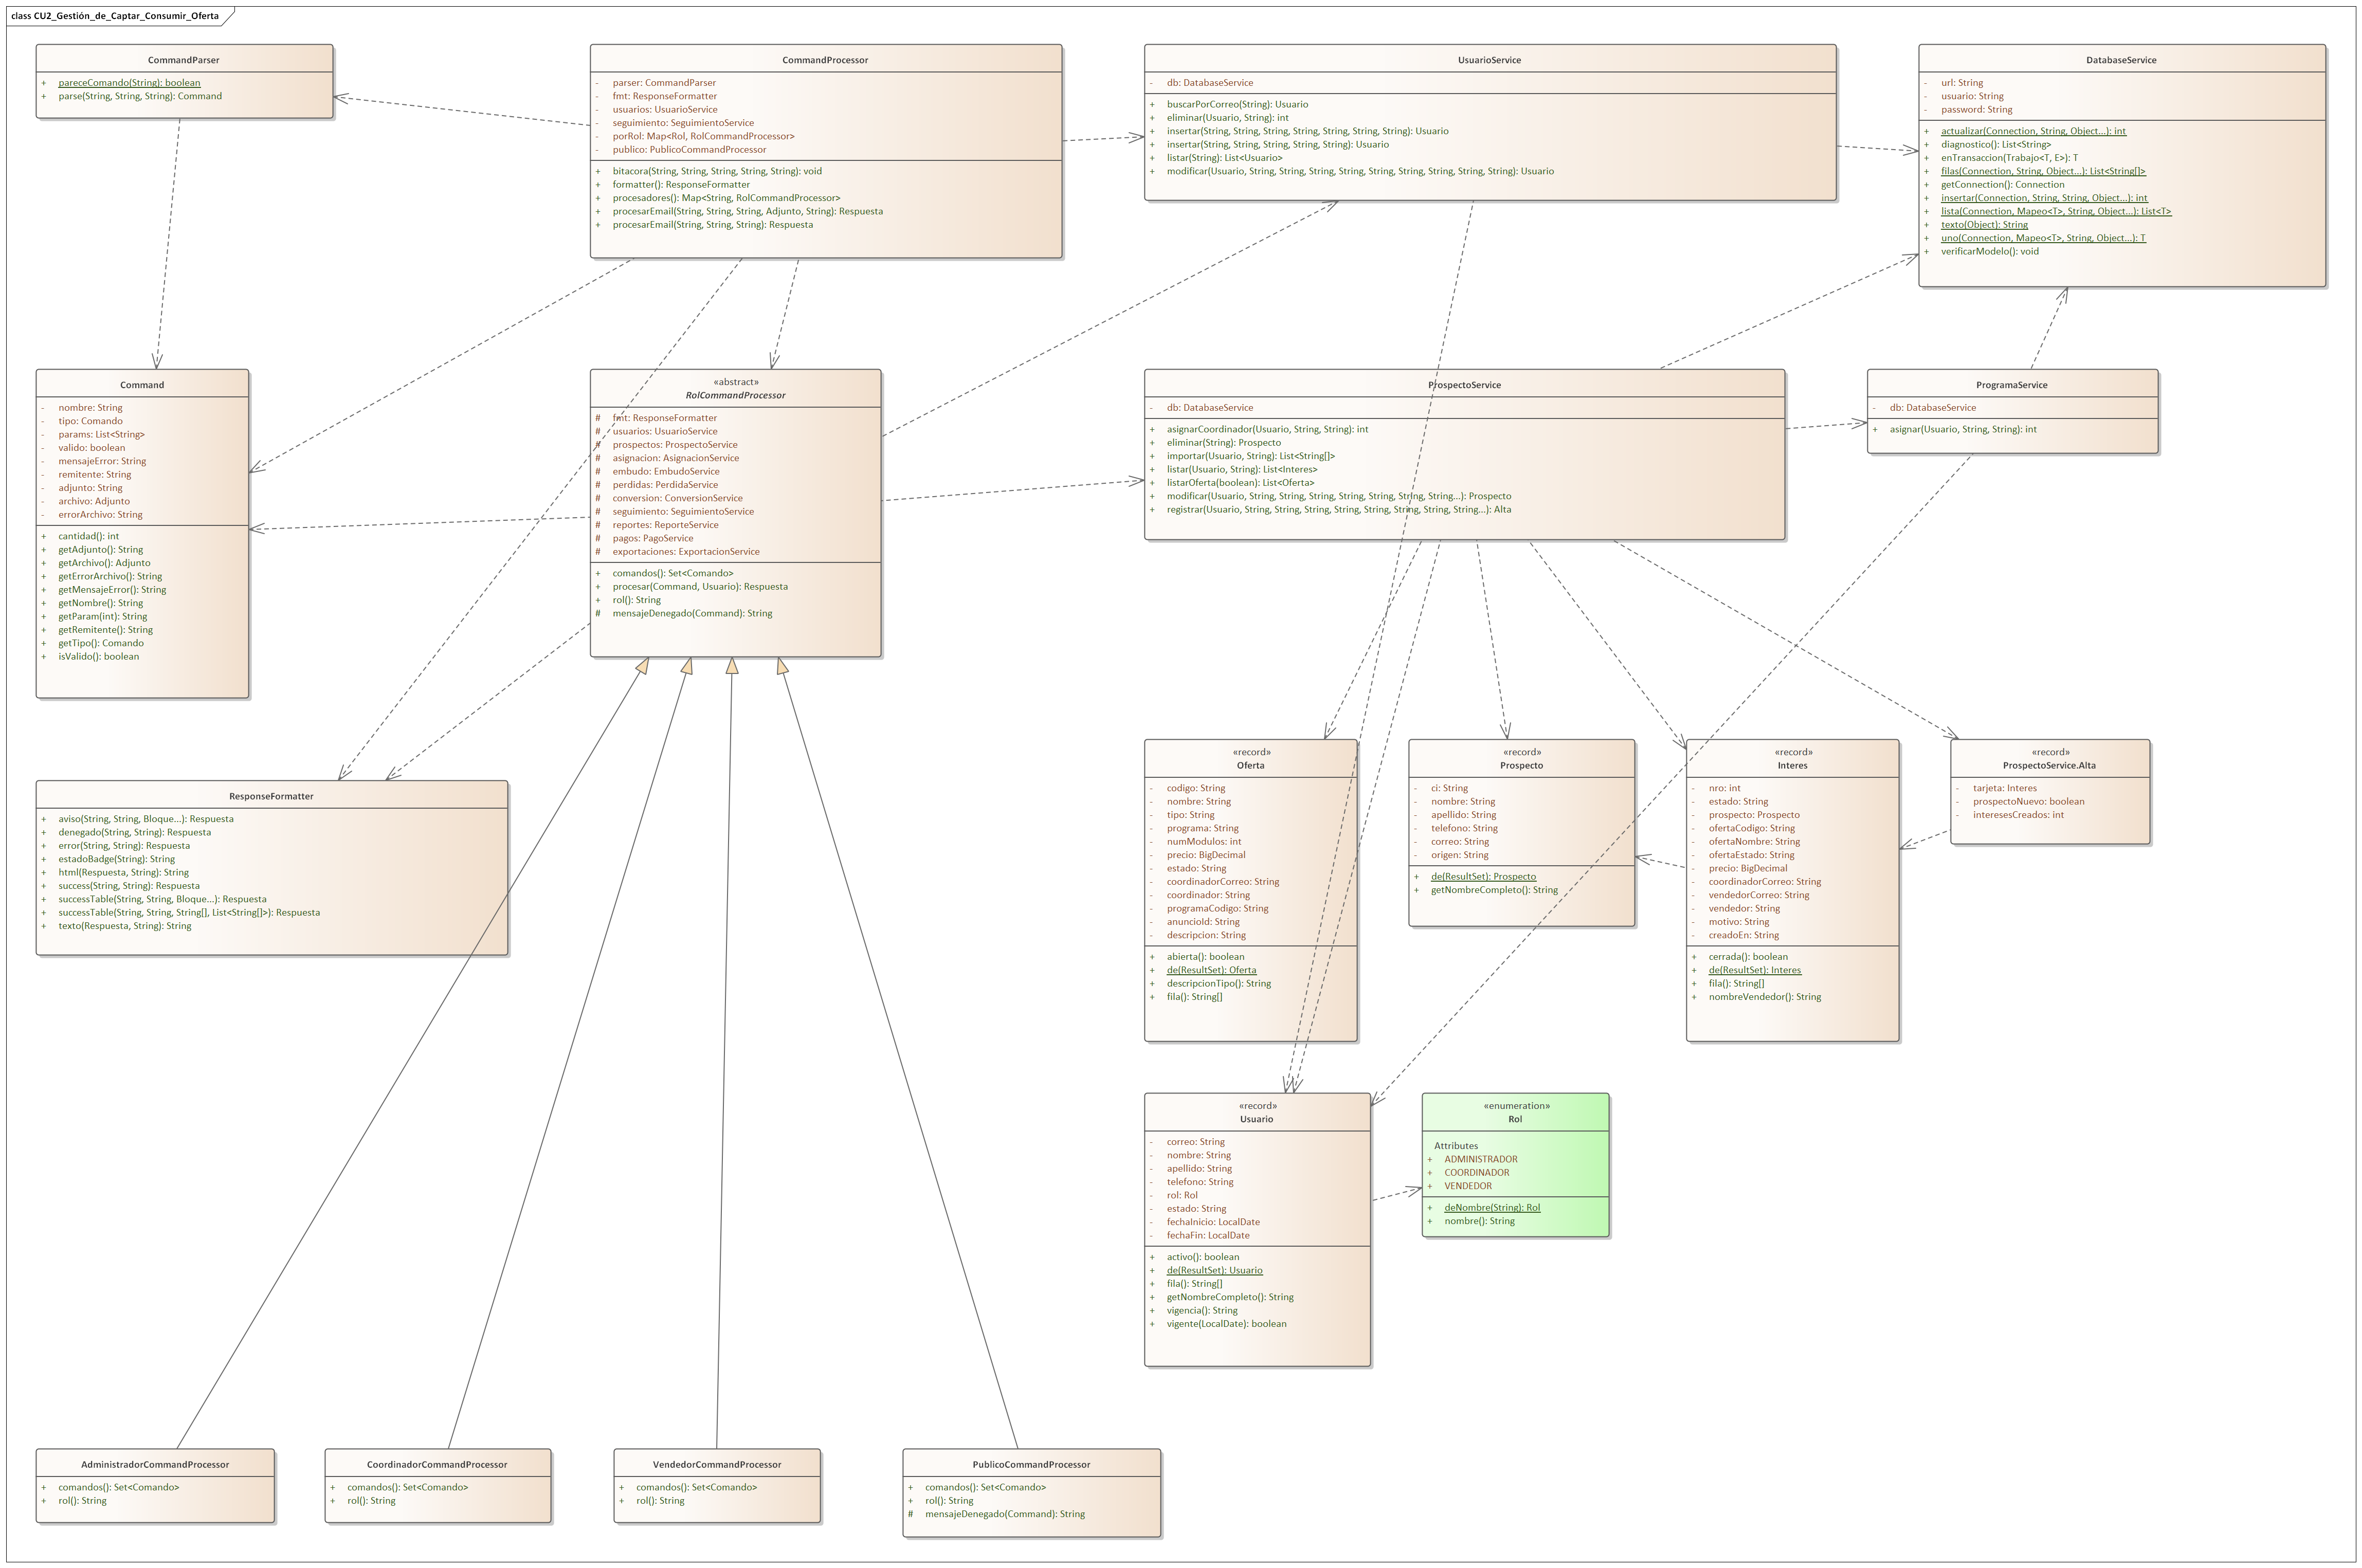 class CU2_Gestión_de_Captar_Consumir_Oferta
CommandParser
+ pareceComando(String): boolean
+ parse(String, String, String): Command
CommandProcessor
- parser: CommandParser
- fmt: ResponseFormatter
- usuarios: UsuarioService
- seguimiento: SeguimientoService
- porRol: Map<Rol, RolCommandProcessor>
- publico: PublicoCommandProcessor
+ bitacora(String, String, String, String, String): void
+ formatter(): ResponseFormatter
+ procesadores(): Map<String, RolCommandProcessor>
+ procesarEmail(String, String, String, Adjunto, String): Respuesta
+ procesarEmail(String, String, String): Respuesta
UsuarioService
- db: DatabaseService
+ buscarPorCorreo(String): Usuario
+ eliminar(Usuario, String): int
+ insertar(String, String, String, String, String, String, String): Usuario
+ insertar(String, String, String, String, String): Usuario
+ listar(String): List<Usuario>
+ modificar(Usuario, String, String, String, String, String, String, String, String, String): Usuario
DatabaseService
- url: String
- usuario: String
- password: String
+ actualizar(Connection, String, Object...): int
+ diagnostico(): List<String>
+ enTransaccion(Trabajo<T, E>): T
+ filas(Connection, String, Object...): List<String[]>
+ getConnection(): Connection
+ insertar(Connection, String, String, Object...): int
+ lista(Connection, Mapeo<T>, String, Object...): List<T>
+ texto(Object): String
+ uno(Connection, Mapeo<T>, String, Object...): T
+ verificarModelo(): void
Command
- nombre: String
- tipo: Comando
- params: List<String>
- valido: boolean
- mensajeError: String
- remitente: String
- adjunto: String
- archivo: Adjunto
- errorArchivo: String
+ cantidad(): int
+ getAdjunto(): String
+ getArchivo(): Adjunto
+ getErrorArchivo(): String
+ getMensajeError(): String
+ getNombre(): String
+ getParam(int): String
+ getRemitente(): String
+ getTipo(): Comando
+ isValido(): boolean
«abstract»
RolCommandProcessor
# fmt: ResponseFormatter
# usuarios: UsuarioService
# prospectos: ProspectoService
# asignacion: AsignacionService
# embudo: EmbudoService
# perdidas: PerdidaService
# conversion: ConversionService
# seguimiento: SeguimientoService
# reportes: ReporteService
# pagos: PagoService
# exportaciones: ExportacionService
+ comandos(): Set<Comando>
+ procesar(Command, Usuario): Respuesta
+ rol(): String
# mensajeDenegado(Command): String
ProspectoService
- db: DatabaseService
+ asignarCoordinador(Usuario, String, String): int
+ eliminar(String): Prospecto
+ importar(Usuario, String): List<String[]>
+ listar(Usuario, String): List<Interes>
+ listarOferta(boolean): List<Oferta>
+ modificar(Usuario, String, String, String, String, String, String, String...): Prospecto
+ registrar(Usuario, String, String, String, String, String, String, String, String...): Alta
ProgramaService
- db: DatabaseService
+ asignar(Usuario, String, String): int
ResponseFormatter
+ aviso(String, String, Bloque...): Respuesta
+ denegado(String, String): Respuesta
+ error(String, String): Respuesta
+ estadoBadge(String): String
+ html(Respuesta, String): String
+ success(String, String): Respuesta
+ successTable(String, String, Bloque...): Respuesta
+ successTable(String, String, String[], List<String[]>): Respuesta
+ texto(Respuesta, String): String
«record»
Oferta
- codigo: String
- nombre: String
- tipo: String
- programa: String
- numModulos: int
- precio: BigDecimal
- estado: String
- coordinadorCorreo: String
- coordinador: String
- programaCodigo: String
- anuncioId: String
- descripcion: String
+ abierta(): boolean
+ de(ResultSet): Oferta
+ descripcionTipo(): String
+ fila(): String[]
«record»
Prospecto
- ci: String
- nombre: String
- apellido: String
- telefono: String
- correo: String
- origen: String
+ de(ResultSet): Prospecto
+ getNombreCompleto(): String
«record»
Interes
- nro: int
- estado: String
- prospecto: Prospecto
- ofertaCodigo: String
- ofertaNombre: String
- ofertaEstado: String
- precio: BigDecimal
- coordinadorCorreo: String
- vendedorCorreo: String
- vendedor: String
- motivo: String
- creadoEn: String
+ cerrada(): boolean
+ de(ResultSet): Interes
+ fila(): String[]
+ nombreVendedor(): String
«record»
ProspectoService.Alta
- tarjeta: Interes
- prospectoNuevo: boolean
- interesesCreados: int
«record»
Usuario
- correo: String
- nombre: String
- apellido: String
- telefono: String
- rol: Rol
- estado: String
- fechaInicio: LocalDate
- fechaFin: LocalDate
+ activo(): boolean
+ de(ResultSet): Usuario
+ fila(): String[]
+ getNombreCompleto(): String
+ vigencia(): String
+ vigente(LocalDate): boolean
«enumeration»
Rol
Attributes
+ ADMINISTRADOR
+ COORDINADOR
+ VENDEDOR
+ deNombre(String): Rol
+ nombre(): String
AdministradorCommandProcessor
+ comandos(): Set<Comando>
+ rol(): String
CoordinadorCommandProcessor
+ comandos(): Set<Comando>
+ rol(): String
VendedorCommandProcessor
+ comandos(): Set<Comando>
+ rol(): String
PublicoCommandProcessor
+ comandos(): Set<Comando>
+ rol(): String
# mensajeDenegado(Command): String